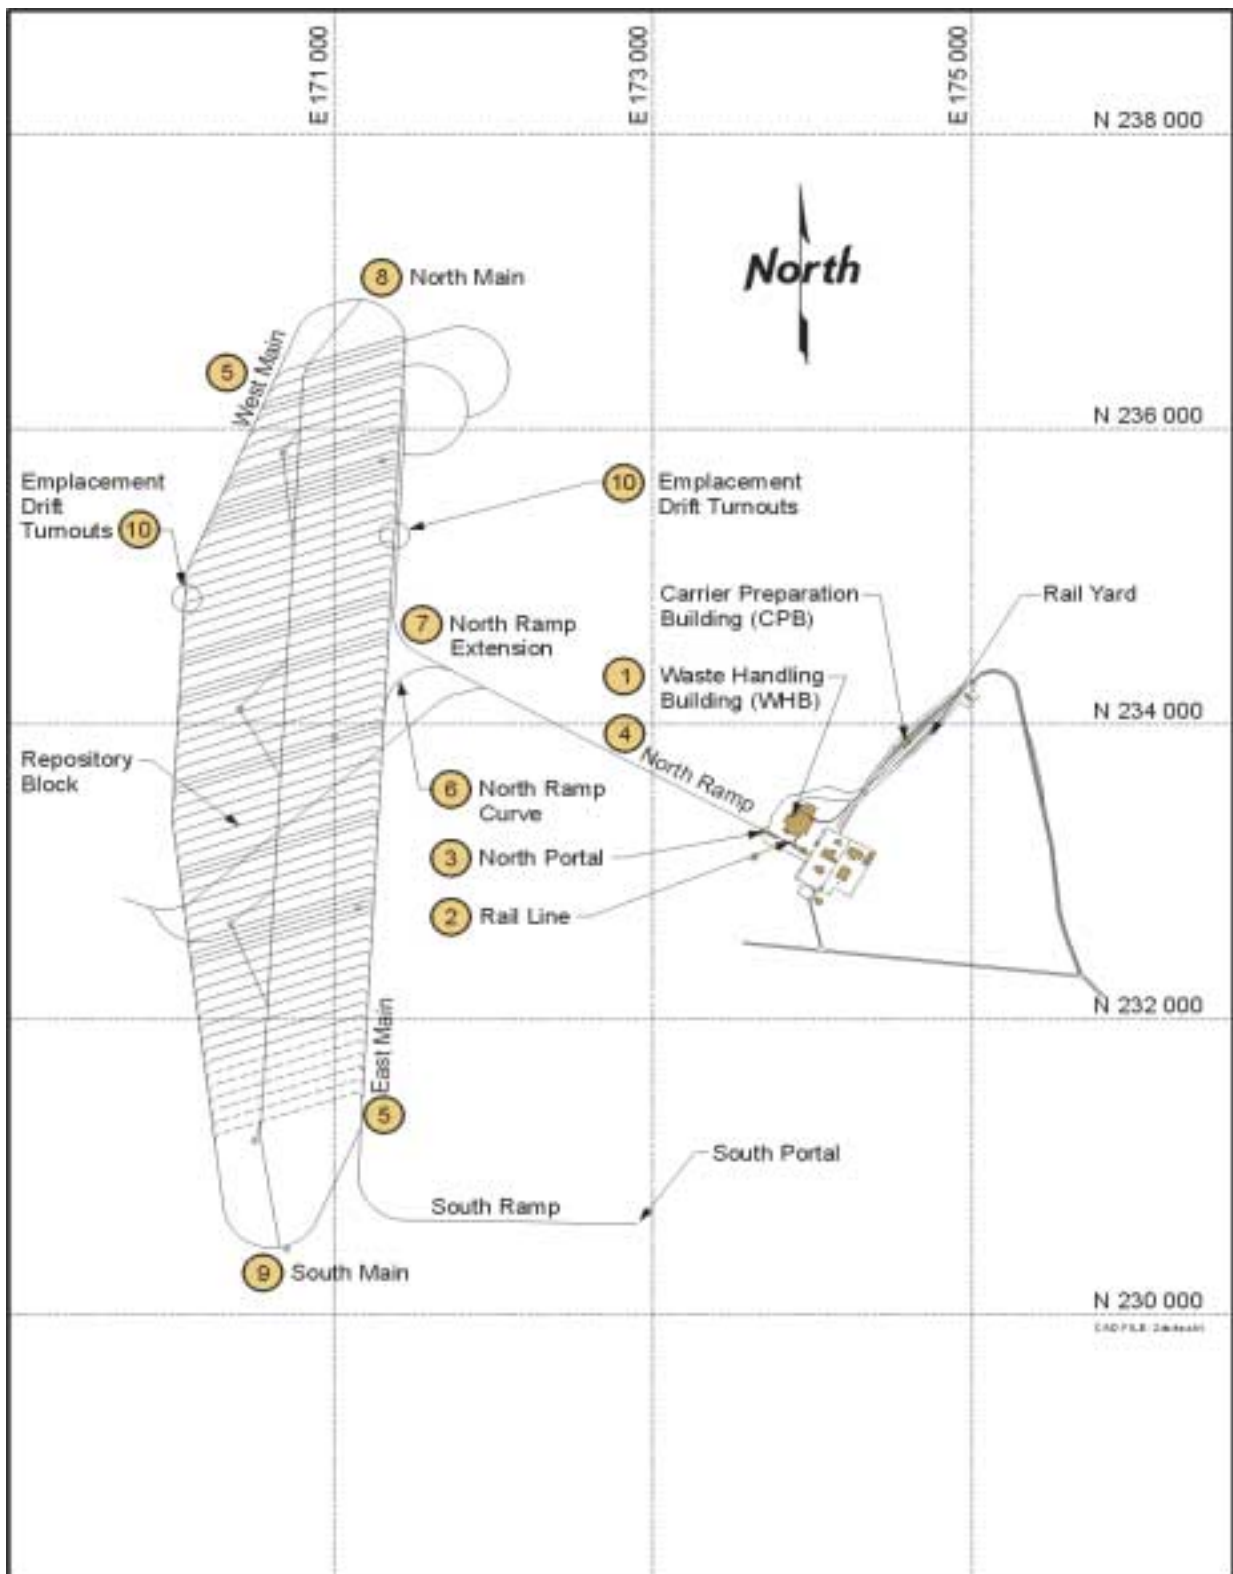 E 171 000
E 173 000
E 175 000
N 238 000
North
8 North Main
5
West Main
N 236 000
Emplacement
Drift
Turnouts 10
10 Emplacement
Drift Turnouts
Carrier Preparation
Building (CPB)
Rail Yard
7 North Ramp
Extension
1 Waste Handling
Building (WHB)
N 234 000
4
North Ramp
Repository
Block
6 North Ramp
Curve
3 North Portal
2 Rail Line
N 232 000
East Main
5
South Portal
South Ramp
9 South Main
N 230 000
CAD FILE: